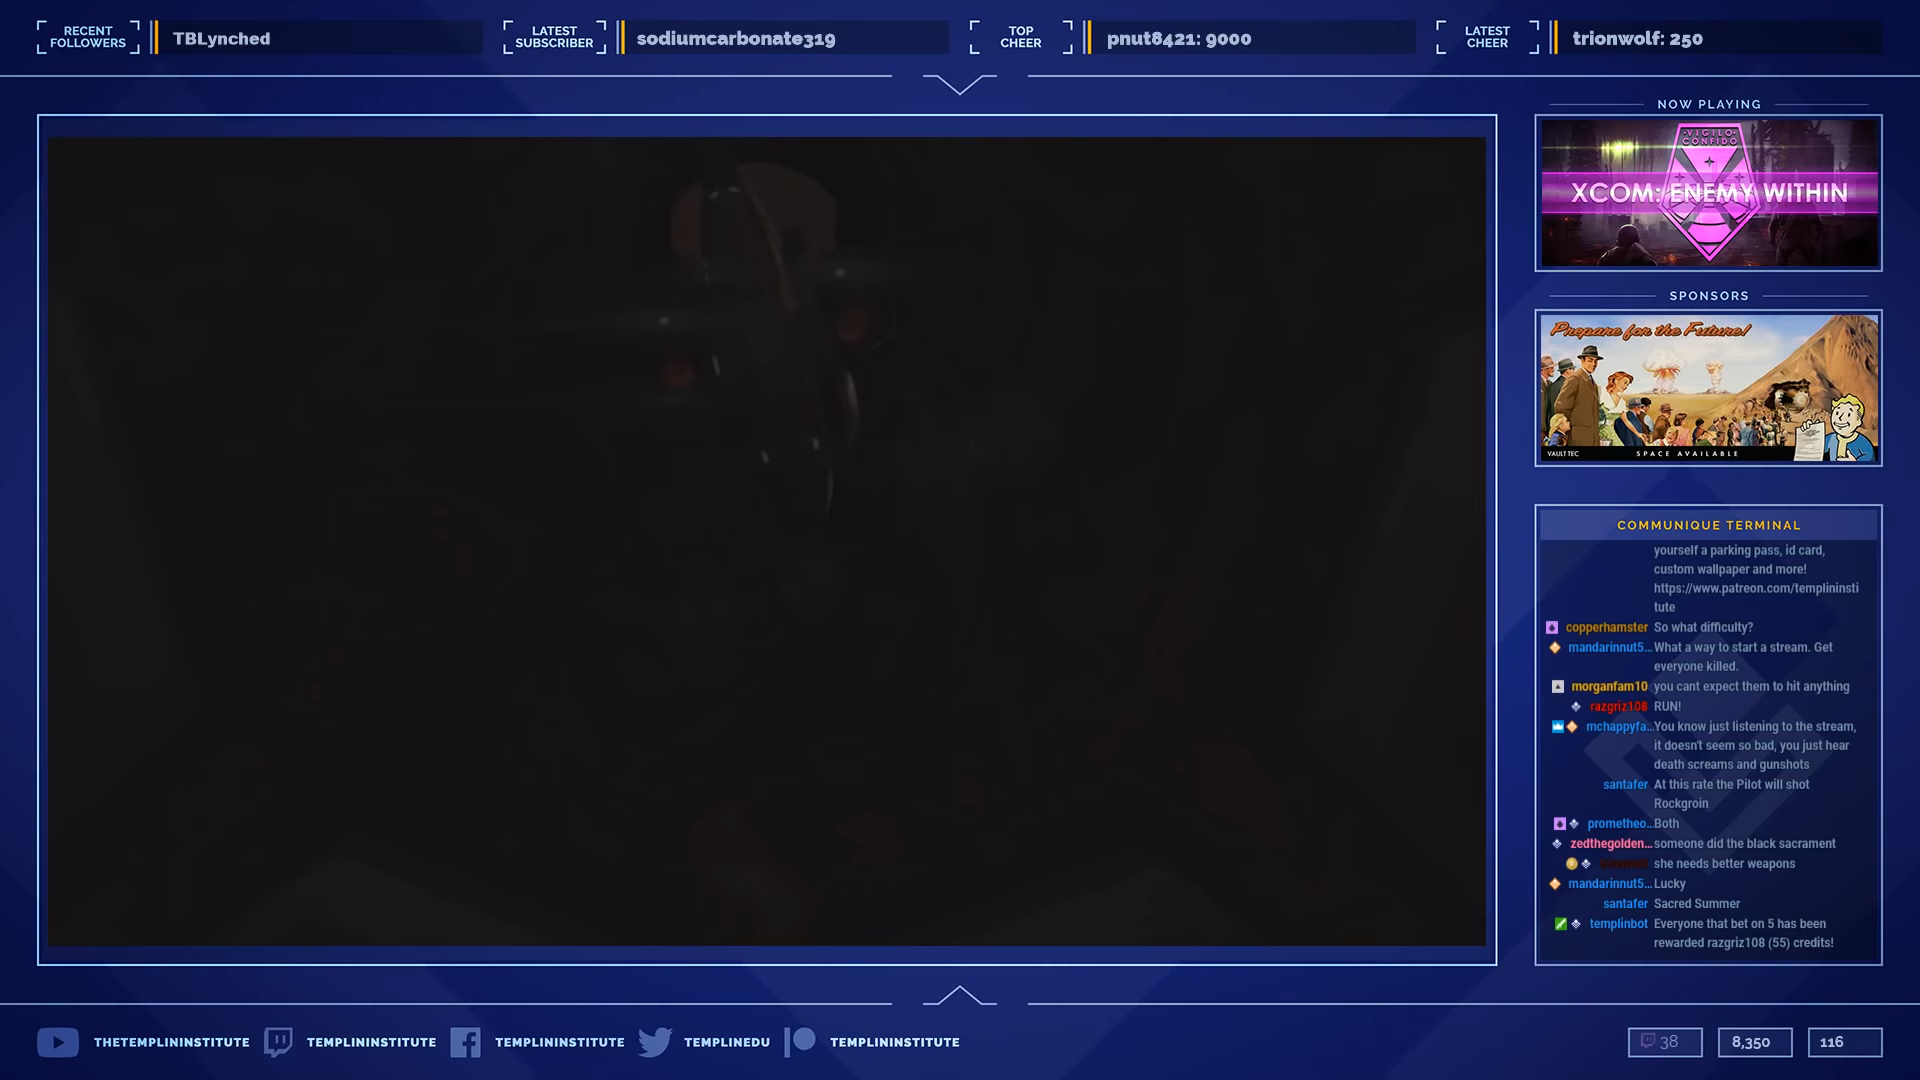 RECENT
FOLLOWERS
TBLynched
LATEST
SUBSCRIBER
sodiumcarbonate319
TOP
CHEER
pnut8421: 9000
LATEST
CHEER
trionwolf: 250
NOW PLAYING
·VIGILO·
CONFIDO
XCOM: ENEMY WITHIN
SPONSORS
Prepare for the Future!
VAULT TEC SPACE AVAILABLE
COMMUNIQUE TERMINAL
yourself a parking pass, id card,
custom wallpaper and more!
https://www.patreon.com/templininsti
tute
copperhamster So what difficulty?
mandarinnut5... What a way to start a stream. Get
everyone killed.
morganfam10 you cant expect them to hit anything
razgriz108 RUN!
mchappyfa... You know just listening to the stream,
it doesn't seem so bad, you just hear
death screams and gunshots
santafer At this rate the Pilot will shot
Rockgroin
prometheo... Both
zedthegolden... someone did the black sacrament
she needs better weapons
mandarinnut5... Lucky
santafer Sacred Summer
templinbot Everyone that bet on 5 has been
rewarded razgriz108 (55) credits!
THETEMPLININSTITUTE TEMPLININSTITUTE TEMPLININSTITUTE TEMPLINEDU TEMPLININSTITUTE
38 8,350 116